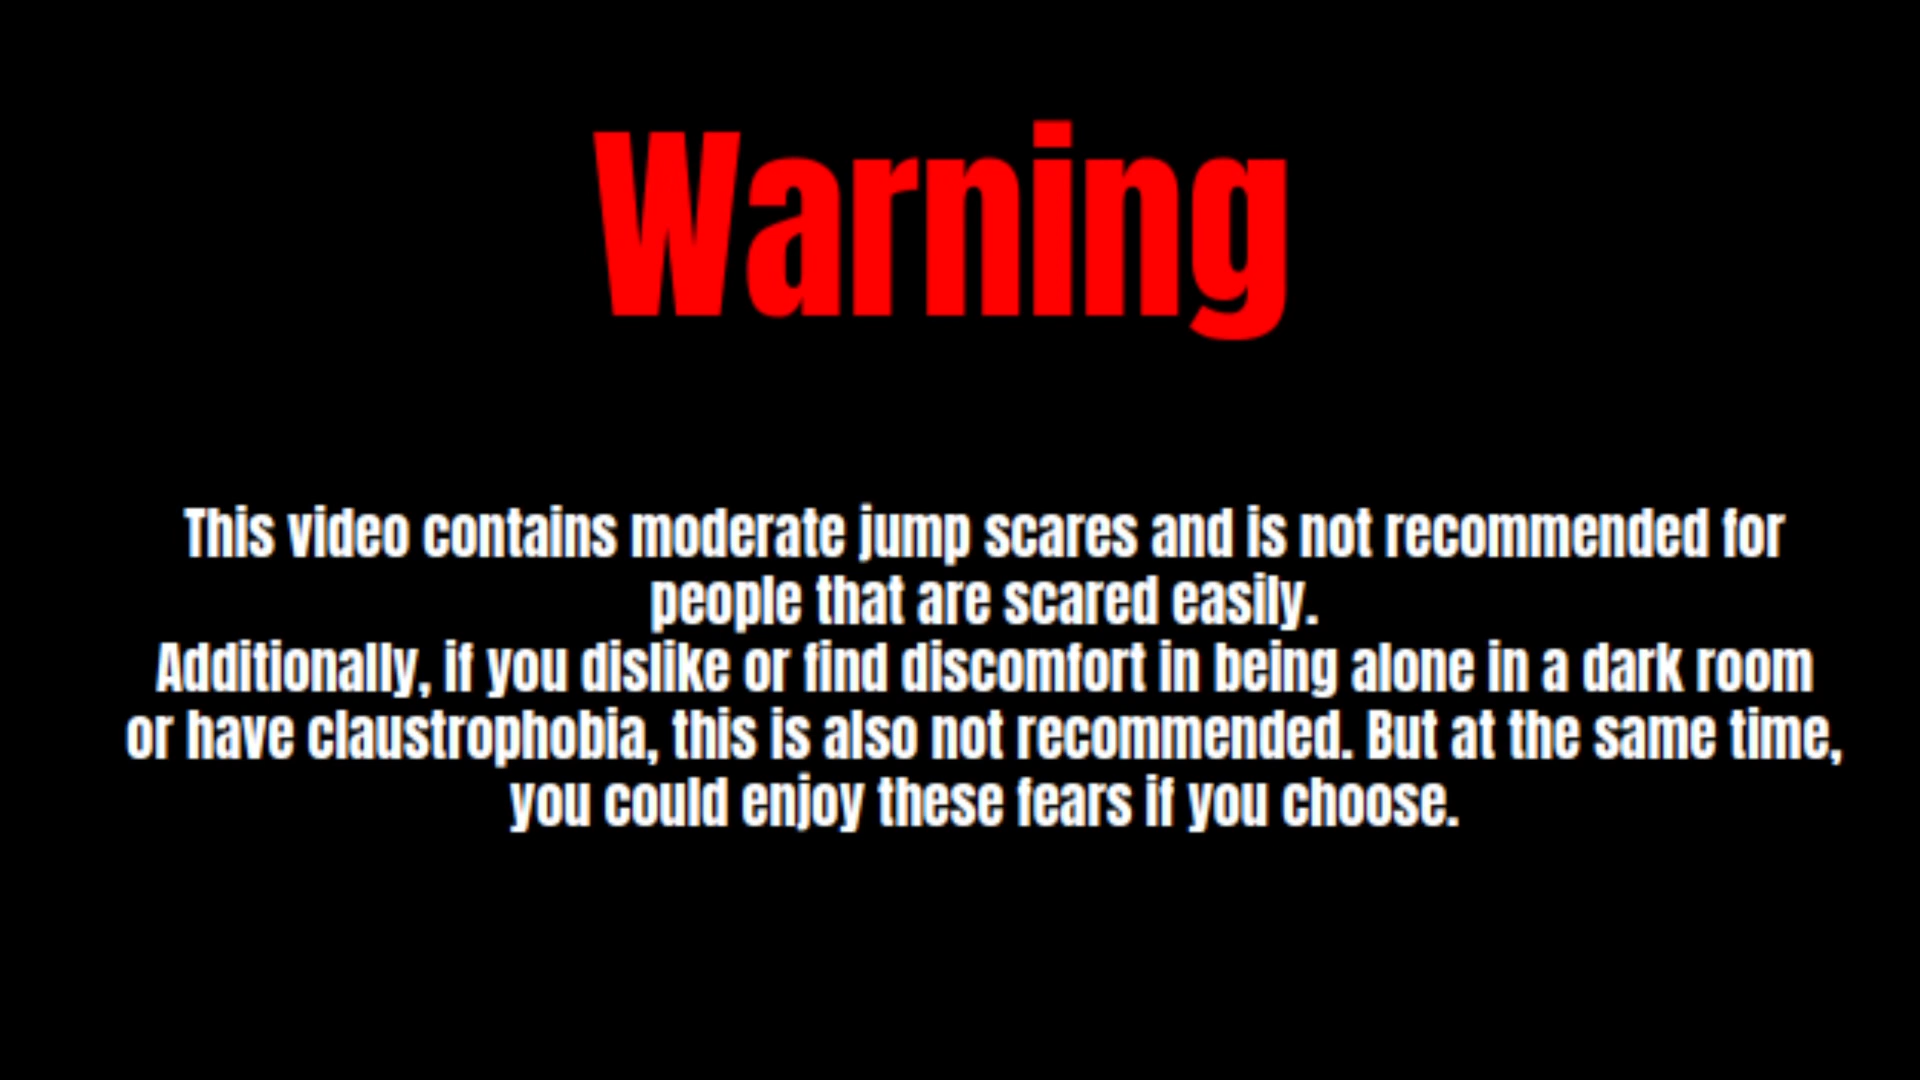 Warning
This video contains moderate jump scares and is not recommended for
people that are scared easily.
Additionally, if you dislike or find discomfort in being alone in a dark room
or have claustrophobia, this is also not recommended. But at the same time,
you could enjoy these fears if you choose.